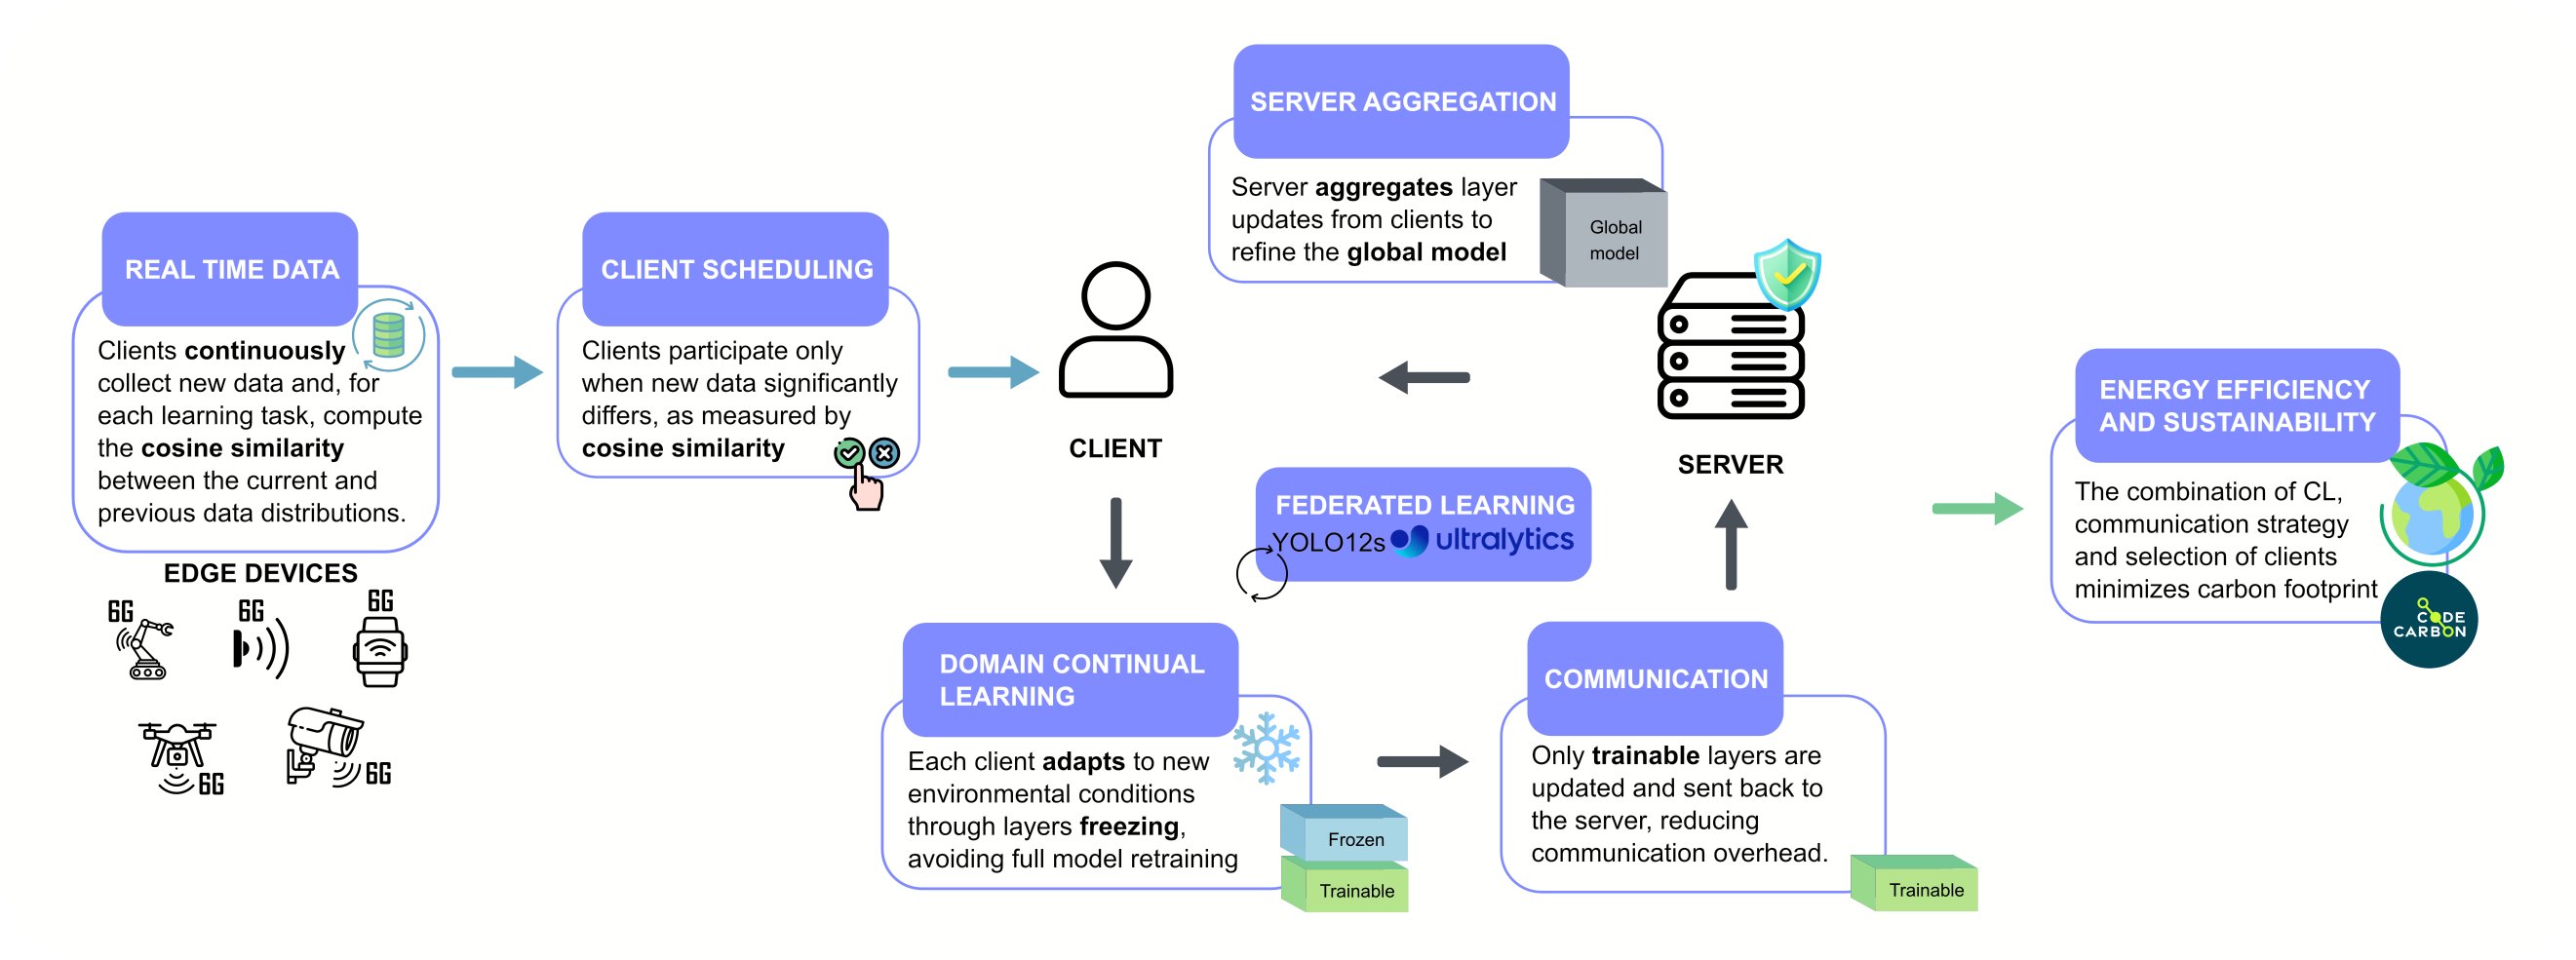 REAL TIME DATA
Clients continuously
collect new data and, for
each learning task, compute
the cosine similarity
between the current and
previous data distributions.
EDGE DEVICES
6G
6G
6G
6G
6G
CLIENT SCHEDULING
Clients participate only
when new data significantly
differs, as measured by
cosine similarity
CLIENT
SERVER AGGREGATION
Server aggregates layer
updates from clients to
refine the global model
Global
model
SERVER
FEDERATED LEARNING
YOLO12s ultralytics
DOMAIN CONTINUAL
LEARNING
Each client adapts to new
environmental conditions
through layers freezing,
avoiding full model retraining
Frozen
Trainable
COMMUNICATION
Only trainable layers are
updated and sent back to
the server, reducing
communication overhead.
Trainable
ENERGY EFFICIENCY
AND SUSTAINABILITY
The combination of CL,
communication strategy
and selection of clients
minimizes carbon footprint
CODE
CARBON